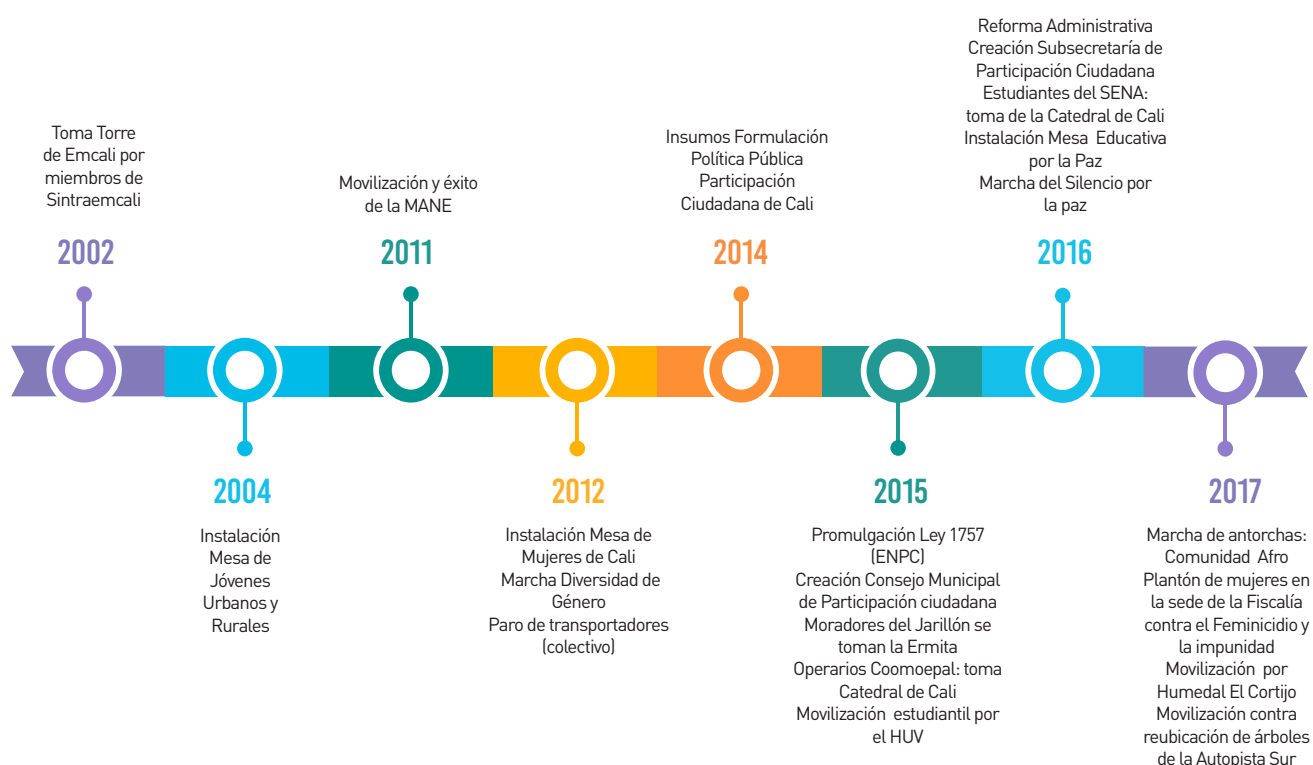 Toma Torre
de Emcali por
miembros de
Sintraemcali
2002
Instalación
Mesa de
Jóvenes
Urbanos y
Rurales
2004
Movilización y éxito
de la MANE
2011
2012
Instalación Mesa de
Mujeres de Cali
Marcha Diversidad de
Género
Paro de transportadores
(colectivo)
Insumos Formulación
Política Pública
Participación
Ciudadana de Cali
2014
2015
Promulgación Ley 1757
(ENPC)
Creación Consejo Municipal
de Participación ciudadana
Moradores del Jarillón se
toman la Ermita
Operarios Coomoepal: toma
Catedral de Cali
Movilización estudiantil por
el HUV
Reforma Administrativa
Creación Subsecretaría de
Participación Ciudadana
Estudiantes del SENA:
toma de la Catedral de Cali
Instalación Mesa Educativa
por la Paz
Marcha del Silencio por
la paz
2016
2017
Marcha de antorchas:
Comunidad Afro
Plantón de mujeres en
la sede de la Fiscalía
contra el Feminicidio y
la impunidad
Movilización por
Humedal El Cortijo
Movilización contra
reubicación de árboles
de la Autopista Sur